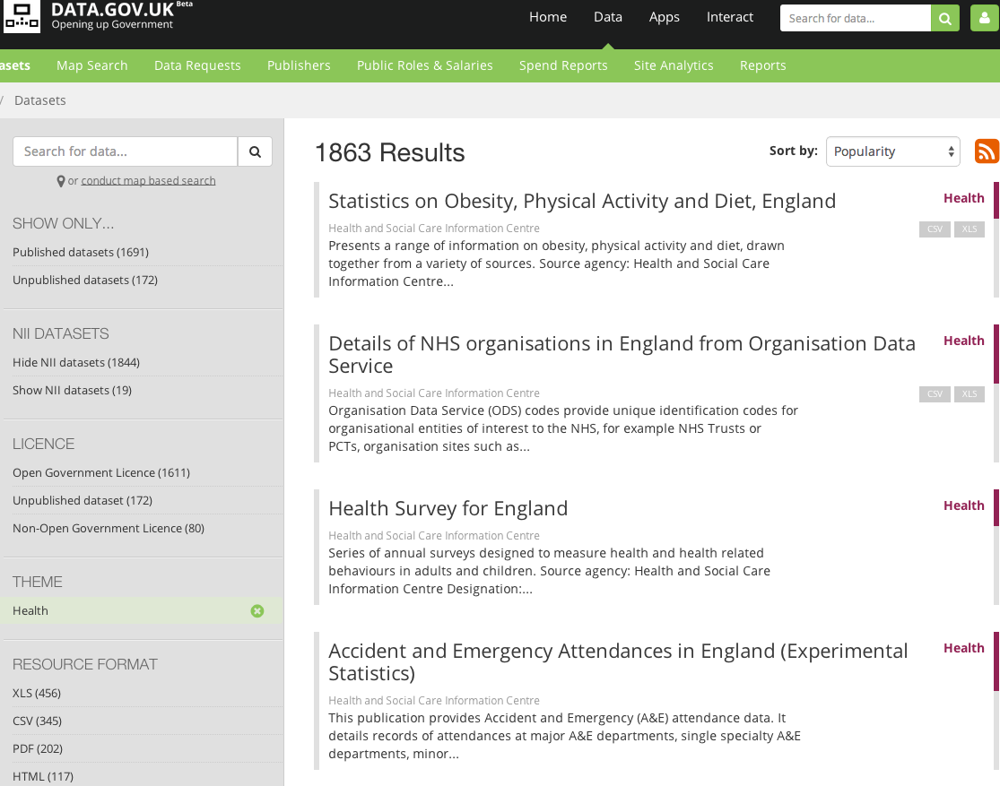 DATA.GOV.UK Beta
Opening up Government
Home Data Apps Interact Search for data...
asets Map Search Data Requests Publishers Public Roles & Salaries Spend Reports Site Analytics Reports
/ Datasets
Search for data...
or conduct map based search
SHOW ONLY...
Published datasets (1691)
Unpublished datasets (172)
NII DATASETS
Hide NII datasets (1844)
Show NII datasets (19)
LICENCE
Open Government Licence (1611)
Unpublished dataset (172)
Non-Open Government Licence (80)
THEME
Health
RESOURCE FORMAT
XLS (456)
CSV (345)
PDF (202)
HTML (117)
1863 Results
Sort by: Popularity
Statistics on Obesity, Physical Activity and Diet, England
Health
Health and Social Care Information Centre
CSV XLS
Presents a range of information on obesity, physical activity and diet, drawn
together from a variety of sources. Source agency: Health and Social Care
Information Centre...
Details of NHS organisations in England from Organisation Data
Service
Health
Health and Social Care Information Centre
CSV XLS
Organisation Data Service (ODS) codes provide unique identification codes for
organisational entities of interest to the NHS, for example NHS Trusts or
PCTs, organisation sites such as...
Health Survey for England
Health
Health and Social Care Information Centre
Series of annual surveys designed to measure health and health related
behaviours in adults and children. Source agency: Health and Social Care
Information Centre Designation:...
Accident and Emergency Attendances in England (Experimental
Statistics)
Health
Health and Social Care Information Centre
This publication provides Accident and Emergency (A&E) attendance data. It
details records of attendances at major A&E departments, single specialty A&E
departments, minor...